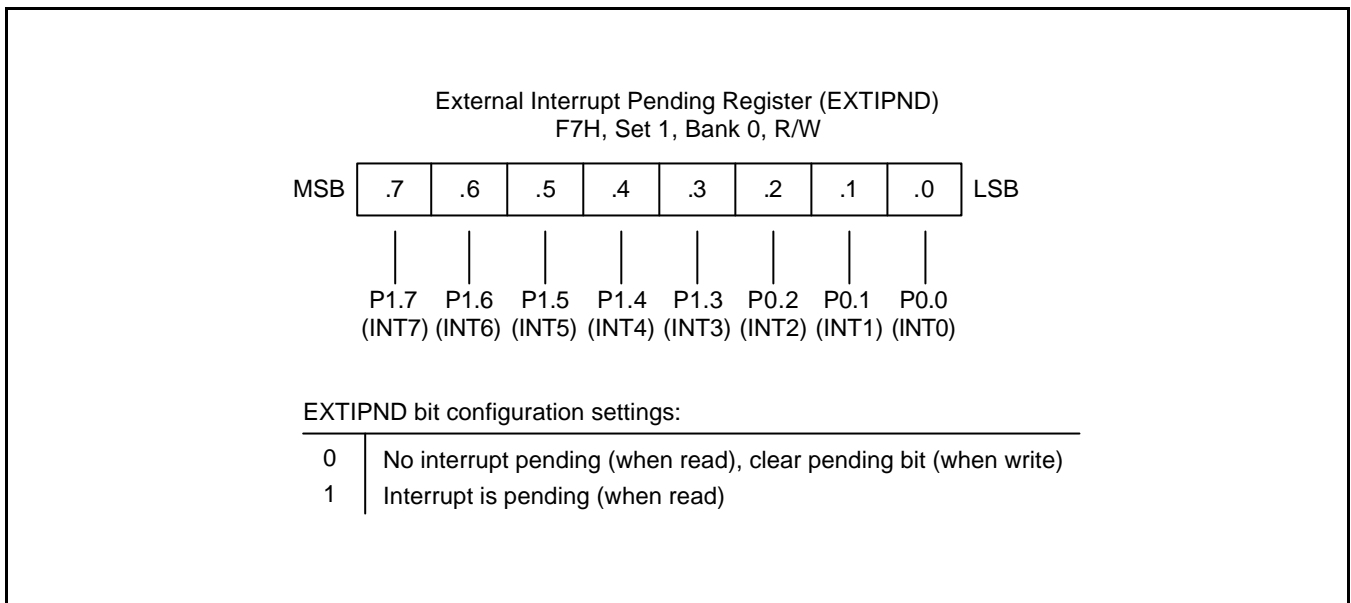 External Interrupt Pending Register (EXTIPND)
F7H, Set 1, Bank 0, R/W
MSB .7 .6 .5 .4 .3 .2 .1 .0 LSB
P1.7 P1.6 P1.5 P1.4 P1.3 P0.2 P0.1 P0.0
(INT7) (INT6) (INT5) (INT4) (INT3) (INT2) (INT1) (INT0)
EXTIPND bit configuration settings:
0 No interrupt pending (when read), clear pending bit (when write)
1 Interrupt is pending (when read)